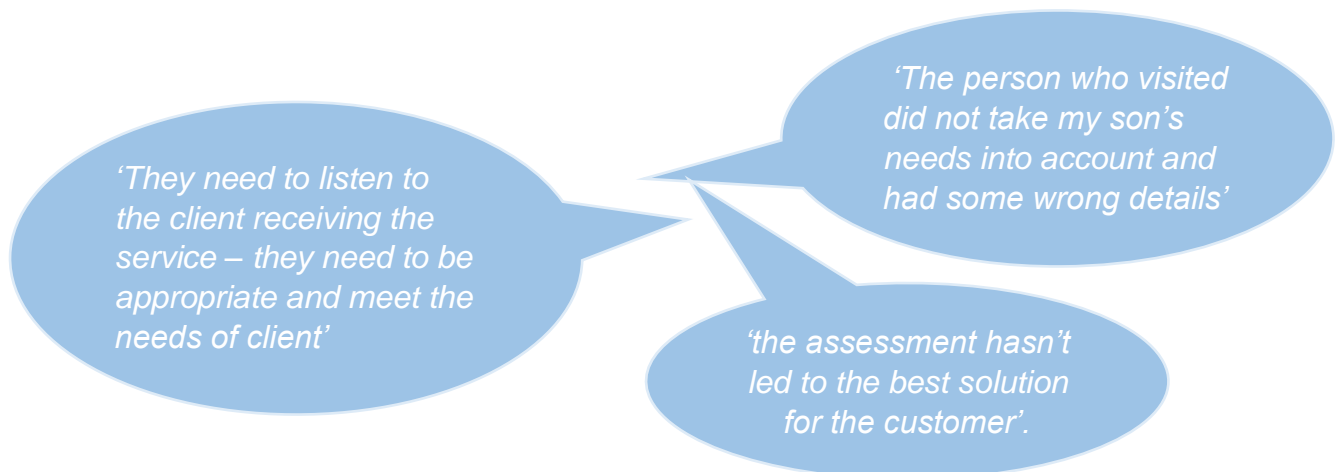 ‘They need to listen to
the client receiving the
service – they need to be
appropriate and meet the
needs of client’
‘The person who visited
did not take my son’s
needs into account and
had some wrong details’
‘the assessment hasn’t
led to the best solution
for the customer’.